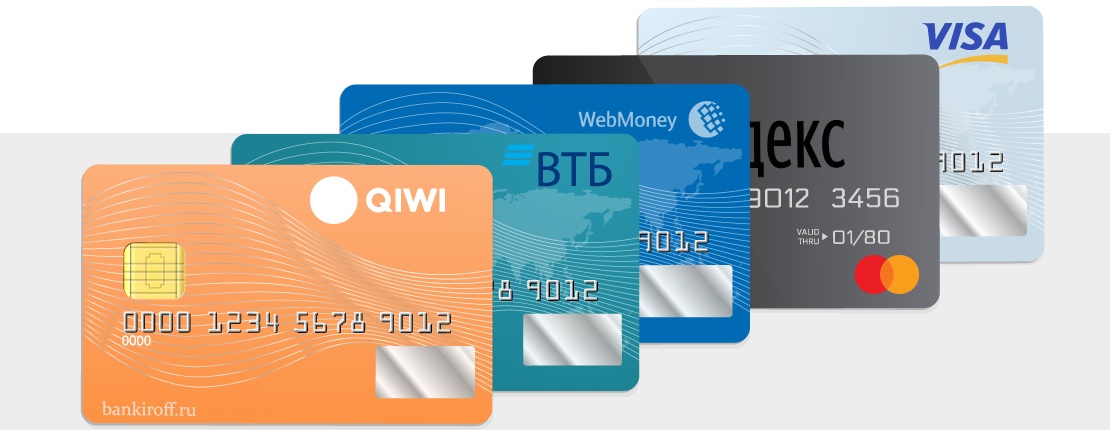 VISA
9012
декс
9012 3456
VALID
THRU
01/80
WebMoney
9012
ВТБ
8 9012
QIWI
0000 1234 5678 9012
0000
bankiroff.ru